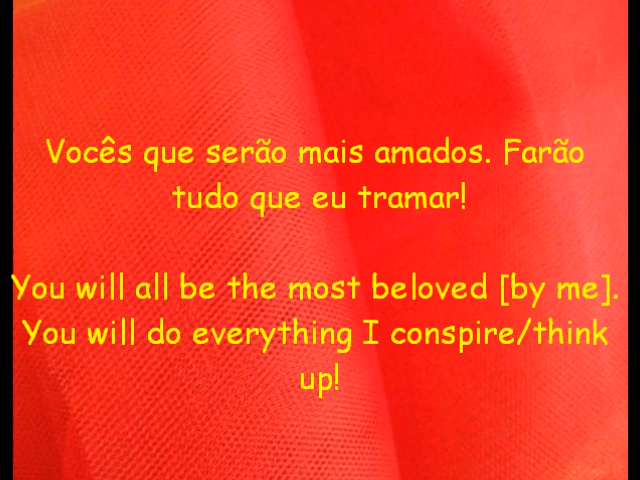 Vocês que serão mais amados. Farão
tudo que eu tramar!
You will all be the most beloved [by me].
You will do everything I conspire/think
up!